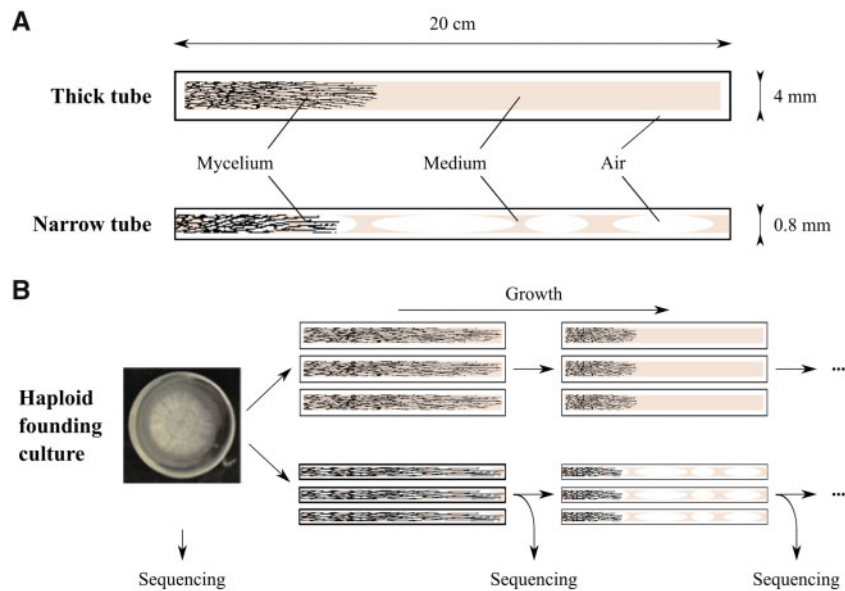 A
20 cm
Thick tube
4 mm
Mycelium
Medium
Air
Narrow tube
0.8 mm
B
Growth
Haploid
founding
culture
...
...
Sequencing
Sequencing
Sequencing